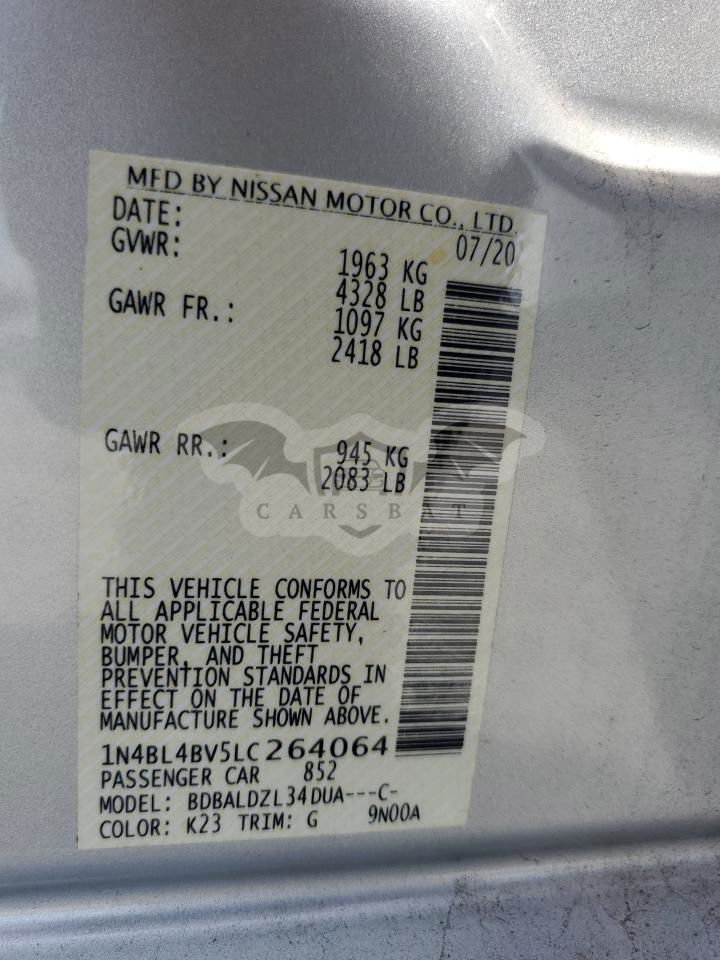 MFD BY NISSAN MOTOR CO., LTD.
DATE: 07/20
GVWR: 1963 KG
4328 LB
GAWR FR.: 1097 KG
2418 LB
GAWR RR.: 945 KG
2083 LB
CARSBAT
THIS VEHICLE CONFORMS TO
ALL APPLICABLE FEDERAL
MOTOR VEHICLE SAFETY,
BUMPER, AND THEFT
PREVENTION STANDARDS IN
EFFECT ON THE DATE OF
MANUFACTURE SHOWN ABOVE.
1N4BL4BV5LC264064
PASSENGER CAR 852
MODEL: BDBALDZL34DUA---C-
COLOR: K23 TRIM: G 9N00A